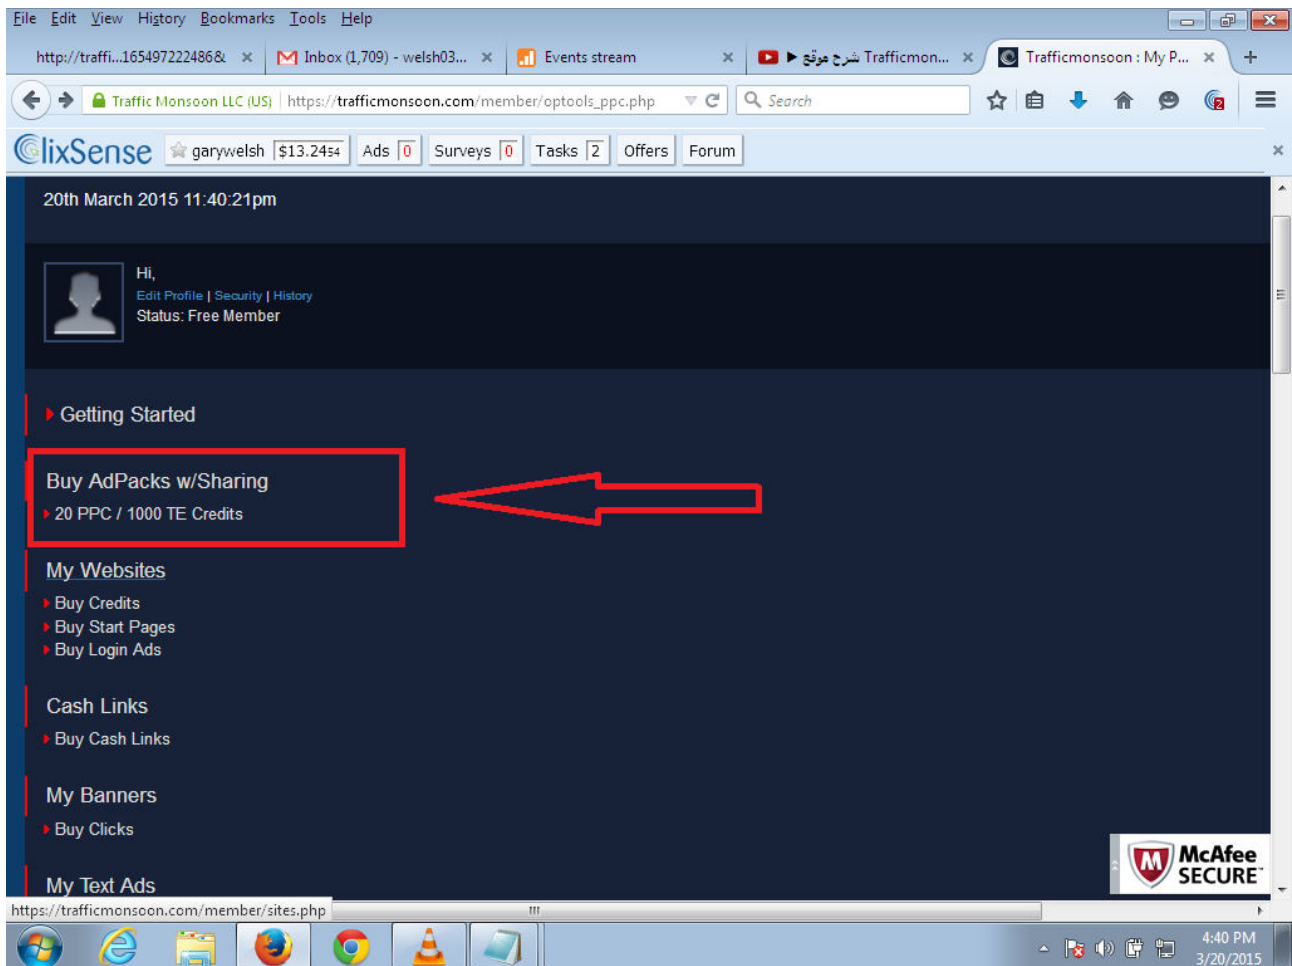 File Edit View History Bookmarks Tools Help
http://traffi...165497222486& Inbox (1,709) - welsh03... Events stream شرح موقع ◄ Trafficmon... Trafficmonsoon : My P...
Traffic Monsoon LLC (US) https://trafficmonsoon.com/member/optools_ppc.php Search
ClixSense garywelsh $13.2454 Ads 0 Surveys 0 Tasks 2 Offers Forum
20th March 2015 11:40:21pm
Hi,
Edit Profile | Security | History
Status: Free Member
Getting Started
Buy AdPacks w/Sharing
20 PPC / 1000 TE Credits
My Websites
Buy Credits
Buy Start Pages
Buy Login Ads
Cash Links
Buy Cash Links
My Banners
Buy Clicks
My Text Ads
McAfee
SECURE
https://trafficmonsoon.com/member/sites.php
4:40 PM
3/20/2015